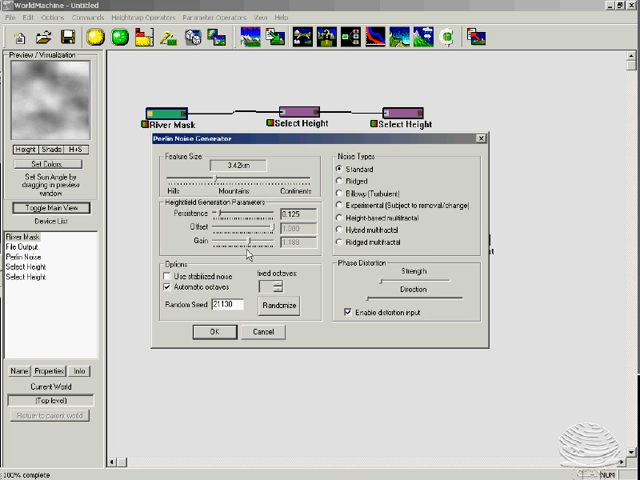 WorldMachine - Untitled
File Edit Options Commands Heightmap Operators Parameter Operators View Help
Preview / Visualization
Height Shads H+S
Set Colors..
Set Sun Angle by
dragging in preview
window
Toggle Main View
Device List
River Mask
File Output
Perlin Noise
Select Height
Select Height
Name Properties Info
Current World
(Top level)
Return to parent world
100% complete
NUM
River Mask
Select Height
Select Height
Perlin Noise Generator
Feature Size:
3.42km
Hills Mountains Continents
Heightfield Generation Parameters
Persistence 0.125
Offset 1.000
Gain 1.188
Options
Use stabilized noise
Automatic octaves
fixed octaves:
Random Seed: 21130
Randomize
OK Cancel
Noise Types
Standard
Ridged
Billowy (Turbulent)
Experimental (Subject to removal/change)
Height-based multifractal
Hybrid multifractal
Ridged multifractal
Phase Distortion
Strength
Direction
Enable distortion input